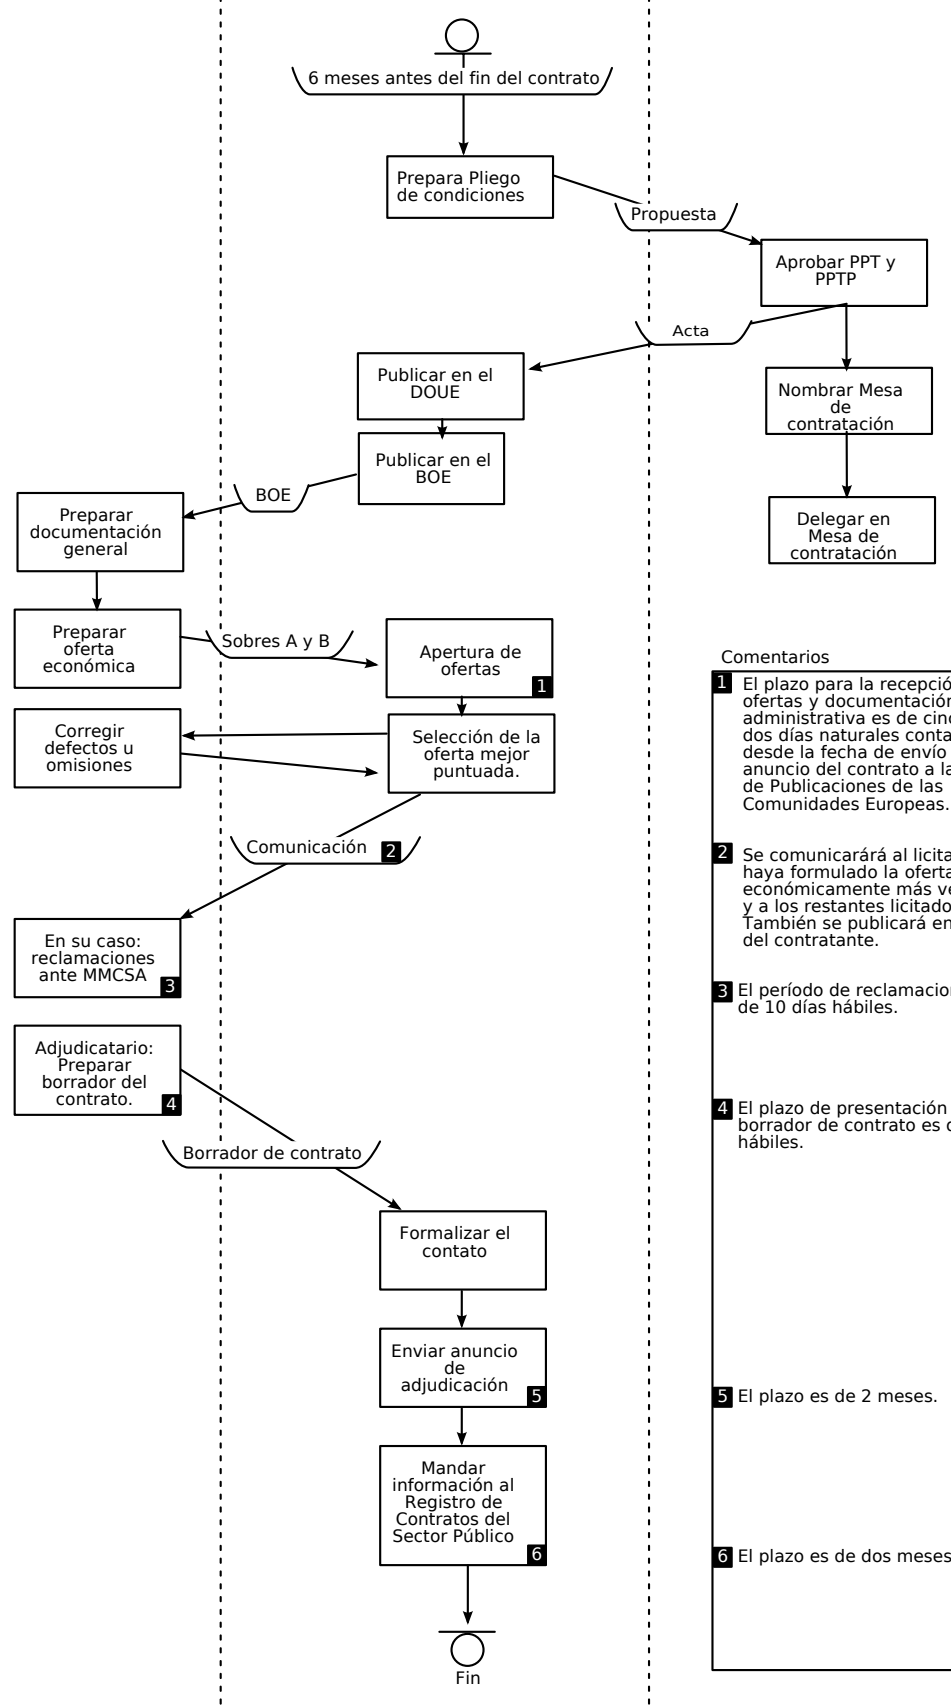 6 meses antes del fin del contrato
Prepara Pliego
de condiciones
Propuesta
Aprobar PPT y
PPTP
Acta
Publicar en el
DOUE
Nombrar Mesa
de
contratación
Publicar en el
BOE
BOE
Preparar
documentación
general
Delegar en
Mesa de
contratación
Preparar
oferta
económica
Sobres A y B
Apertura de
ofertas
1
Corregir
defectos u
omisiones
Selección de la
oferta mejor
puntuada.
Comunicación 2
En su caso:
reclamaciones
ante MMCSA
3
Adjudicatario:
Preparar
borrador del
contrato.
4
Borrador de contrato
Formalizar el
contato
Enviar anuncio
de
adjudicación
5
Mandar
información al
Registro de
Contratos del
Sector Público
6
Fin
Comentarios
1 El plazo para la recepció
ofertas y documentación
administrativa es de cinc
dos días naturales conta
desde la fecha de envío
anuncio del contrato a la
de Publicaciones de las
Comunidades Europeas.
2 Se comunicarárá al licita
haya formulado la oferta
económicamente más ve
y a los restantes licitado
También se publicará en
del contratante.
3 El período de reclamacion
de 10 días hábiles.
4 El plazo de presentación
borrador de contrato es
hábiles.
5 El plazo es de 2 meses.
6 El plazo es de dos meses